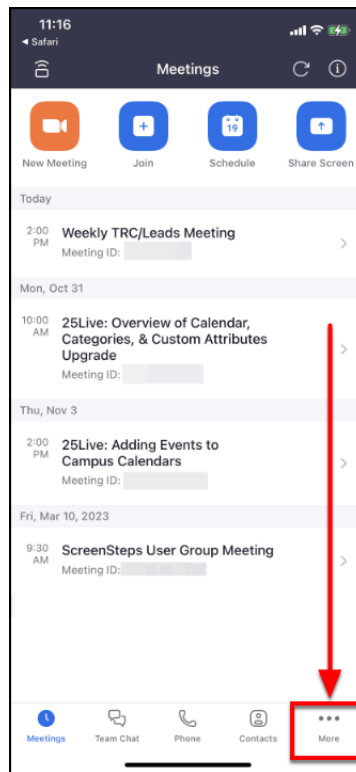 11:16
◄ Safari
Meetings
New Meeting
Join
19
Schedule
Share Screen
Today
2:00 PM
Weekly TRC/Leads Meeting
Meeting ID:
Mon, Oct 31
10:00 AM
25Live: Overview of Calendar,
Categories, & Custom Attributes
Upgrade
Meeting ID:
Thu, Nov 3
2:00 PM
25Live: Adding Events to
Campus Calendars
Meeting ID:
Fri, Mar 10, 2023
9:30 AM
ScreenSteps User Group Meeting
Meeting ID:
Meetings
Team Chat
Phone
Contacts
More